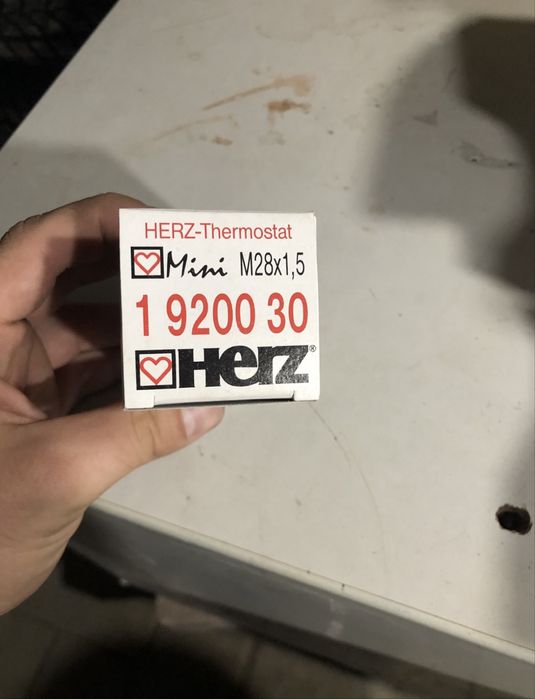 HERZ-Thermostat
Mini M28x1,5
1 9200 30
Herz®